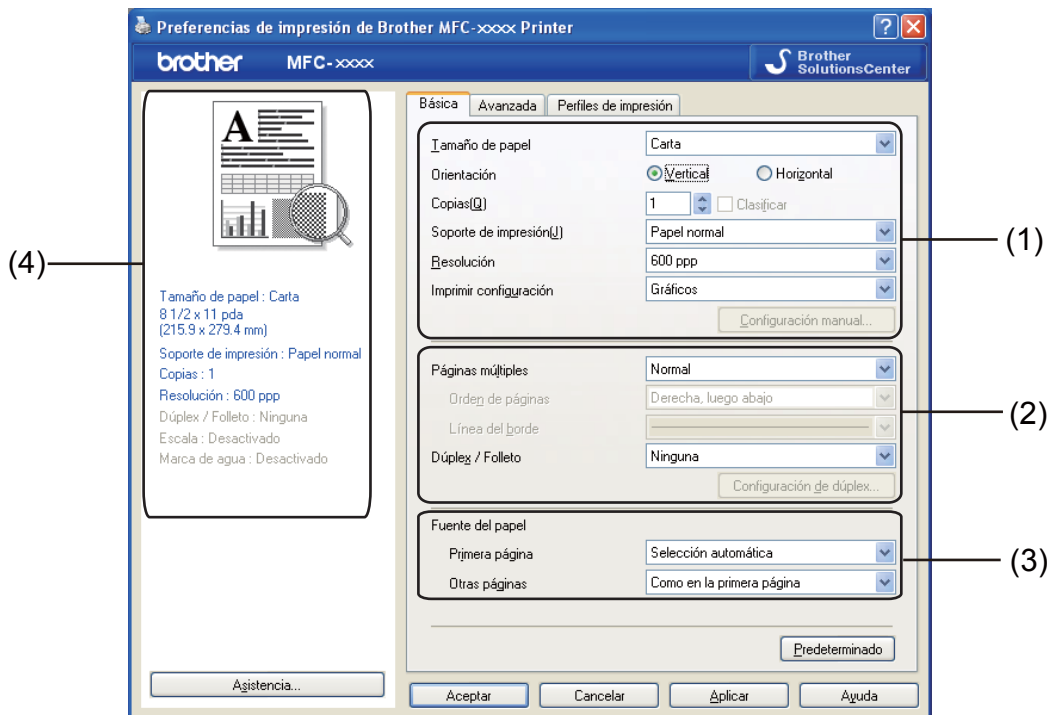 Preferencias de impresión de Brother MFC-xxxx Printer
brother MFC-xxxx
Brother
SolutionsCenter
A
Tamaño de papel : Carta
8 1/2 x 11 pda
(215.9 x 279.4 mm)
Soporte de impresión : Papel normal
Copias : 1
Resolución : 600 ppp
Dúplex / Folleto : Ninguna
Escala : Desactivado
Marca de agua : Desactivado
(4)
Asistencia...
Básica Avanzada Perfiles de impresión
Tamaño de papel Carta
Orientación Vertical Horizontal
Copias(Q) 1 Clasificar
Soporte de impresión(J) Papel normal
Resolución 600 ppp
Imprimir configuración Gráficos
Configuración manual...
(1)
Páginas múltiples Normal
Orden de páginas Derecha, luego abajo
Línea del borde
Dúplex / Folleto Ninguna
Configuración de dúplex...
(2)
Fuente del papel
Primera página Selección automática
Otras páginas Como en la primera página
(3)
Predeterminado
Aceptar Cancelar Aplicar Ayuda